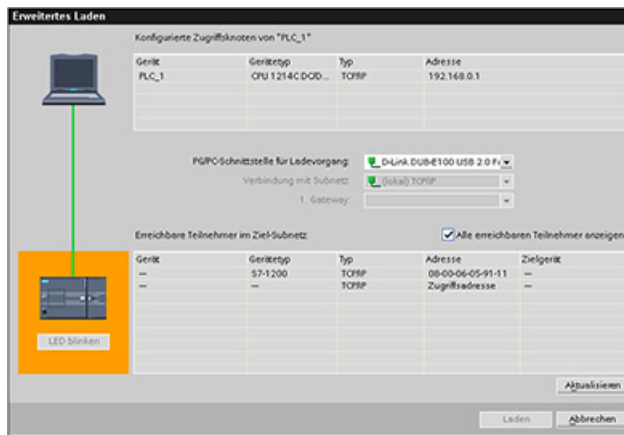 Erweitertes Laden
Konfigurierte Zugriffsknoten von "PLC_1"
Gerät Gerätetyp Typ Adresse
PLC_1 CPU 1214C DC/D... TCP/IP 192.168.0.1
PG/PC-Schnittstelle für Ladevorgang: D-Link DUB-E100 USB 2.0 F
Verbindung mit Subnetz: (lokal) TCP/IP
1. Gateway:
Erreichbare Teilnehmer im Ziel-Subnetz: Alle erreichbaren Teilnehmer anzeigen
Gerät Gerätetyp Typ Adresse Zielgerät
— S7-1200 TCP/IP 08-00-06-05-91-11 —
— — TCP/IP Zugriffsadresse —
LED blinken
Aktualisieren
Laden Abbrechen